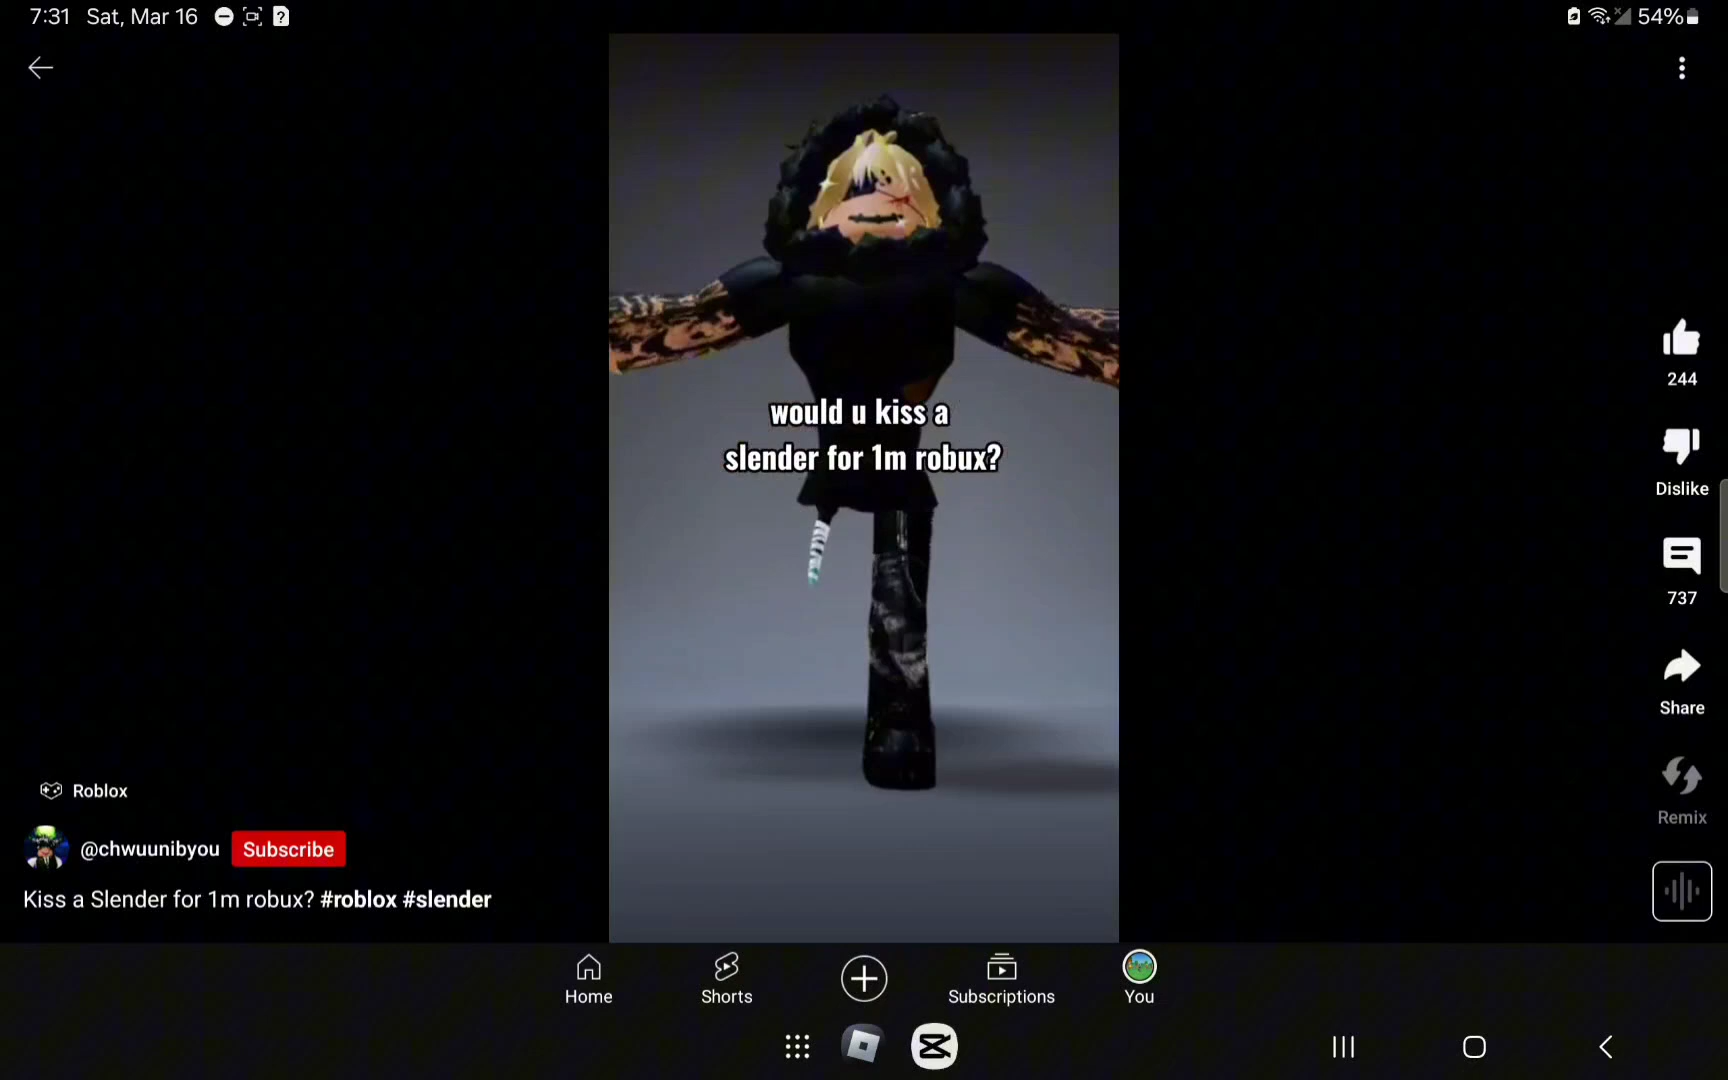 7:31 Sat, Mar 16
54%
would u kiss a
slender for 1m robux?
244
Dislike
737
Share
Remix
Roblox
@chwuunibyou Subscribe
Kiss a Slender for 1m robux? #roblox #slender
Home Shorts Subscriptions You